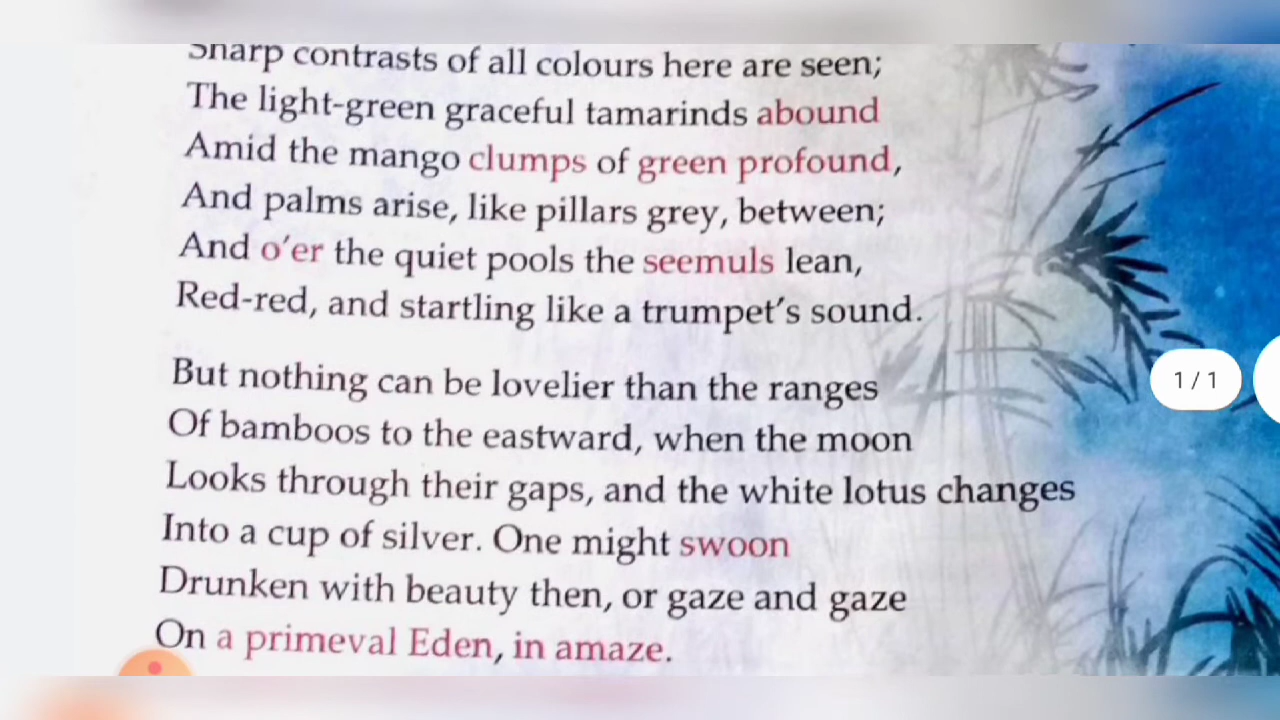 Sharp contrasts of all colours here are seen;
The light-green graceful tamarinds abound
Amid the mango clumps of green profound,
And palms arise, like pillars grey, between;
And o'er the quiet pools the seemuls lean,
Red-red, and startling like a trumpet's sound.
But nothing can be lovelier than the ranges
Of bamboos to the eastward, when the moon
Looks through their gaps, and the white lotus changes
Into a cup of silver. One might swoon
Drunken with beauty then, or gaze and gaze
On a primeval Eden, in amaze.
1 / 1